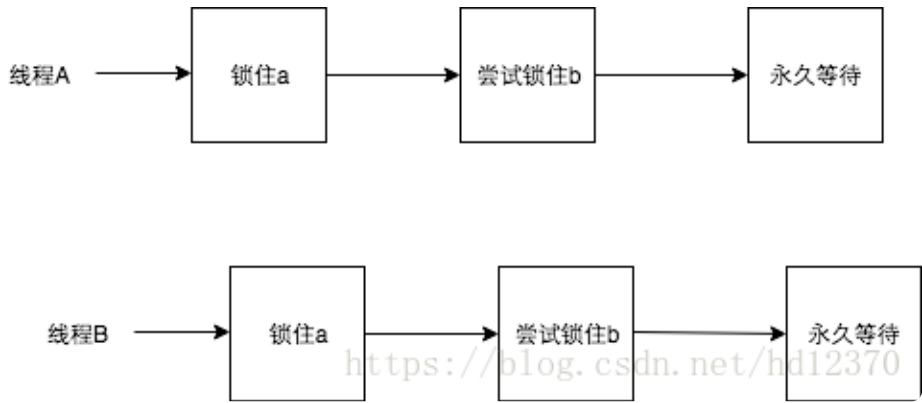 线程A
锁住a
尝试锁住b
永久等待
线程B
锁住a
尝试锁住b
永久等待
https://blog.csdn.net/hd12370